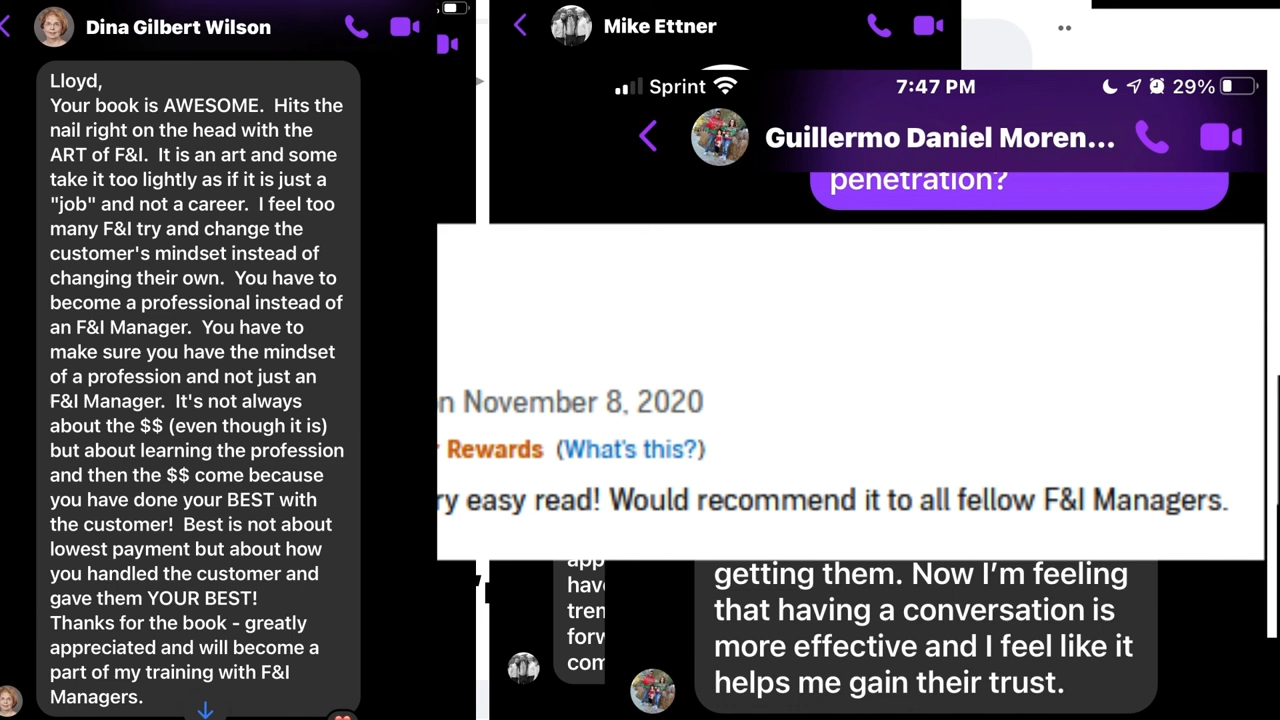 Dina Gilbert Wilson
Lloyd,
Your book is AWESOME. Hits the
nail right on the head with the
ART of F&I. It is an art and some
take it too lightly as if it is just a
"job" and not a career. I feel too
many F&I try and change the
customer's mindset instead of
changing their own. You have to
become a professional instead of
an F&I Manager. You have to
make sure you have the mindset
of a profession and not just an
F&I Manager. It's not always
about the $$ (even though it is)
but about learning the profession
and then the $$ come because
you have done your BEST with
the customer! Best is not about
lowest payment but about how
you handled the customer and
gave them YOUR BEST!
Thanks for the book - greatly
appreciated and will become a
part of my training with F&I
Managers.
Mike Ettner
Sprint 7:47 PM 29%
Guillermo Daniel Moren...
penetration?
on November 8, 2020
Rewards (What's this?)
ry easy read! Would recommend it to all fellow F&I Managers.
app
have
tren
forw
com
getting them. Now I'm feeling
that having a conversation is
more effective and I feel like it
helps me gain their trust.